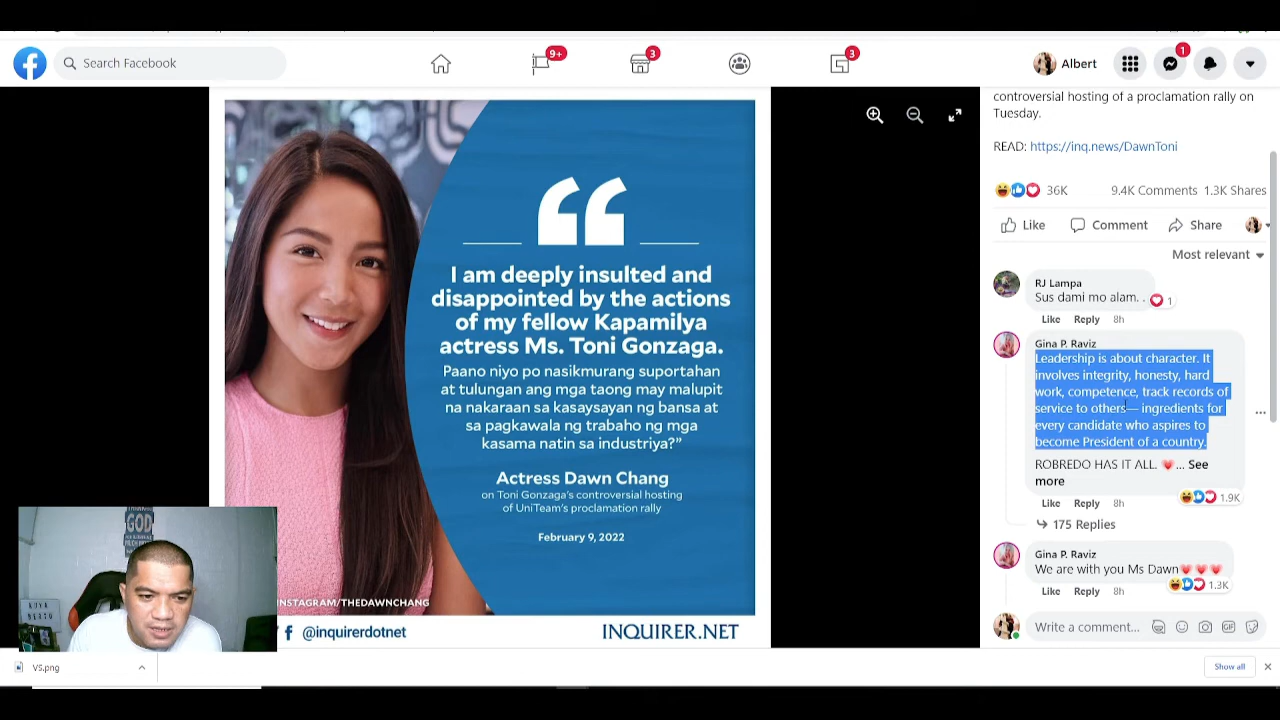 Search Facebook
9+
3
3
Albert
1
I am deeply insulted and
disappointed by the actions
of my fellow Kapamilya
actress Ms. Toni Gonzaga.
Paano niyo po nasikmurang suportahan
at tulungan ang mga taong may malupit
na nakaraan sa kasaysayan ng bansa at
sa pagkawala ng trabaho ng mga
kasama natin sa industriya?”
Actress Dawn Chang
on Toni Gonzaga's controversial hosting
of UniTeam's proclamation rally
February 9, 2022
INSTAGRAM/THEDAWNCHANG
@inquirerdotnet
INQUIRER.NET
controversial hosting of a proclamation rally on
Tuesday.
READ: https://inq.news/DawnToni
36K 9.4K Comments 1.3K Shares
Like Comment Share
Most relevant
RJ Lampa
Sus dami mo alam. . 1
Like Reply 8h
Gina P. Raviz
Leadership is about character. It
involves integrity, honesty, hard
work, competence, track records of
service to others— ingredients for
every candidate who aspires to
become President of a country.
ROBREDO HAS IT ALL. ... See
more
1.9K
Like Reply 8h
175 Replies
Gina P. Raviz
We are with you Ms Dawn
1.3K
Like Reply 8h
Write a comment...
GIF
GOD
KUYA
V5.png
Show all